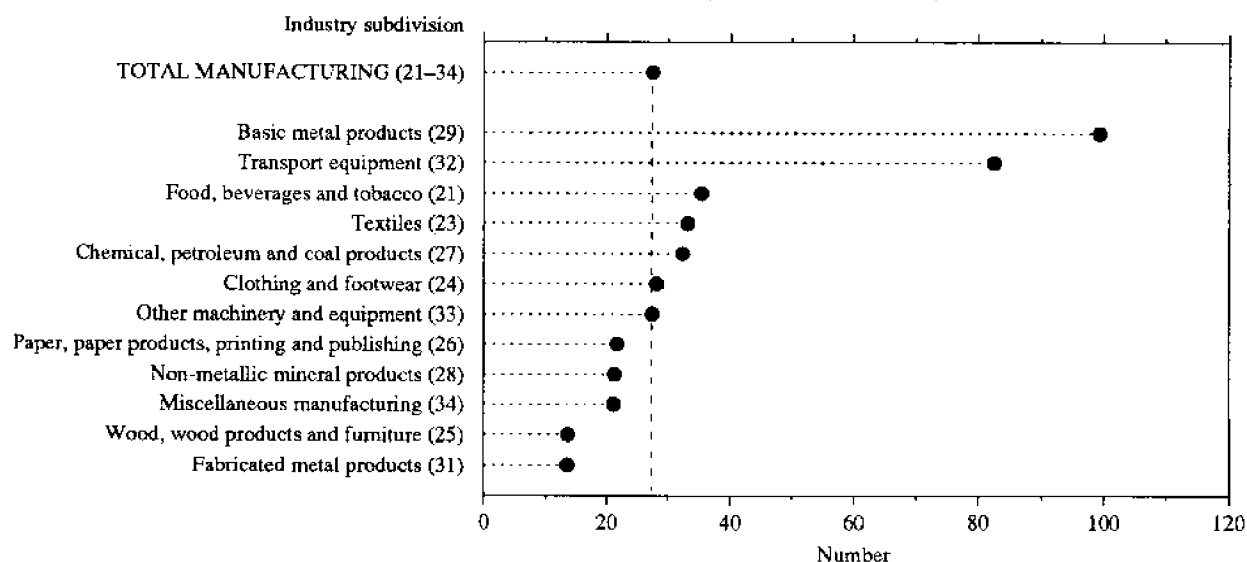 Industry subdivision
TOTAL MANUFACTURING (21–34)
Basic metal products (29)
Transport equipment (32)
Food, beverages and tobacco (21)
Textiles (23)
Chemical, petroleum and coal products (27)
Clothing and footwear (24)
Other machinery and equipment (33)
Paper, paper products, printing and publishing (26)
Non-metallic mineral products (28)
Miscellaneous manufacturing (34)
Wood, wood products and furniture (25)
Fabricated metal products (31)
0 20 40 60 80 100 120
Number